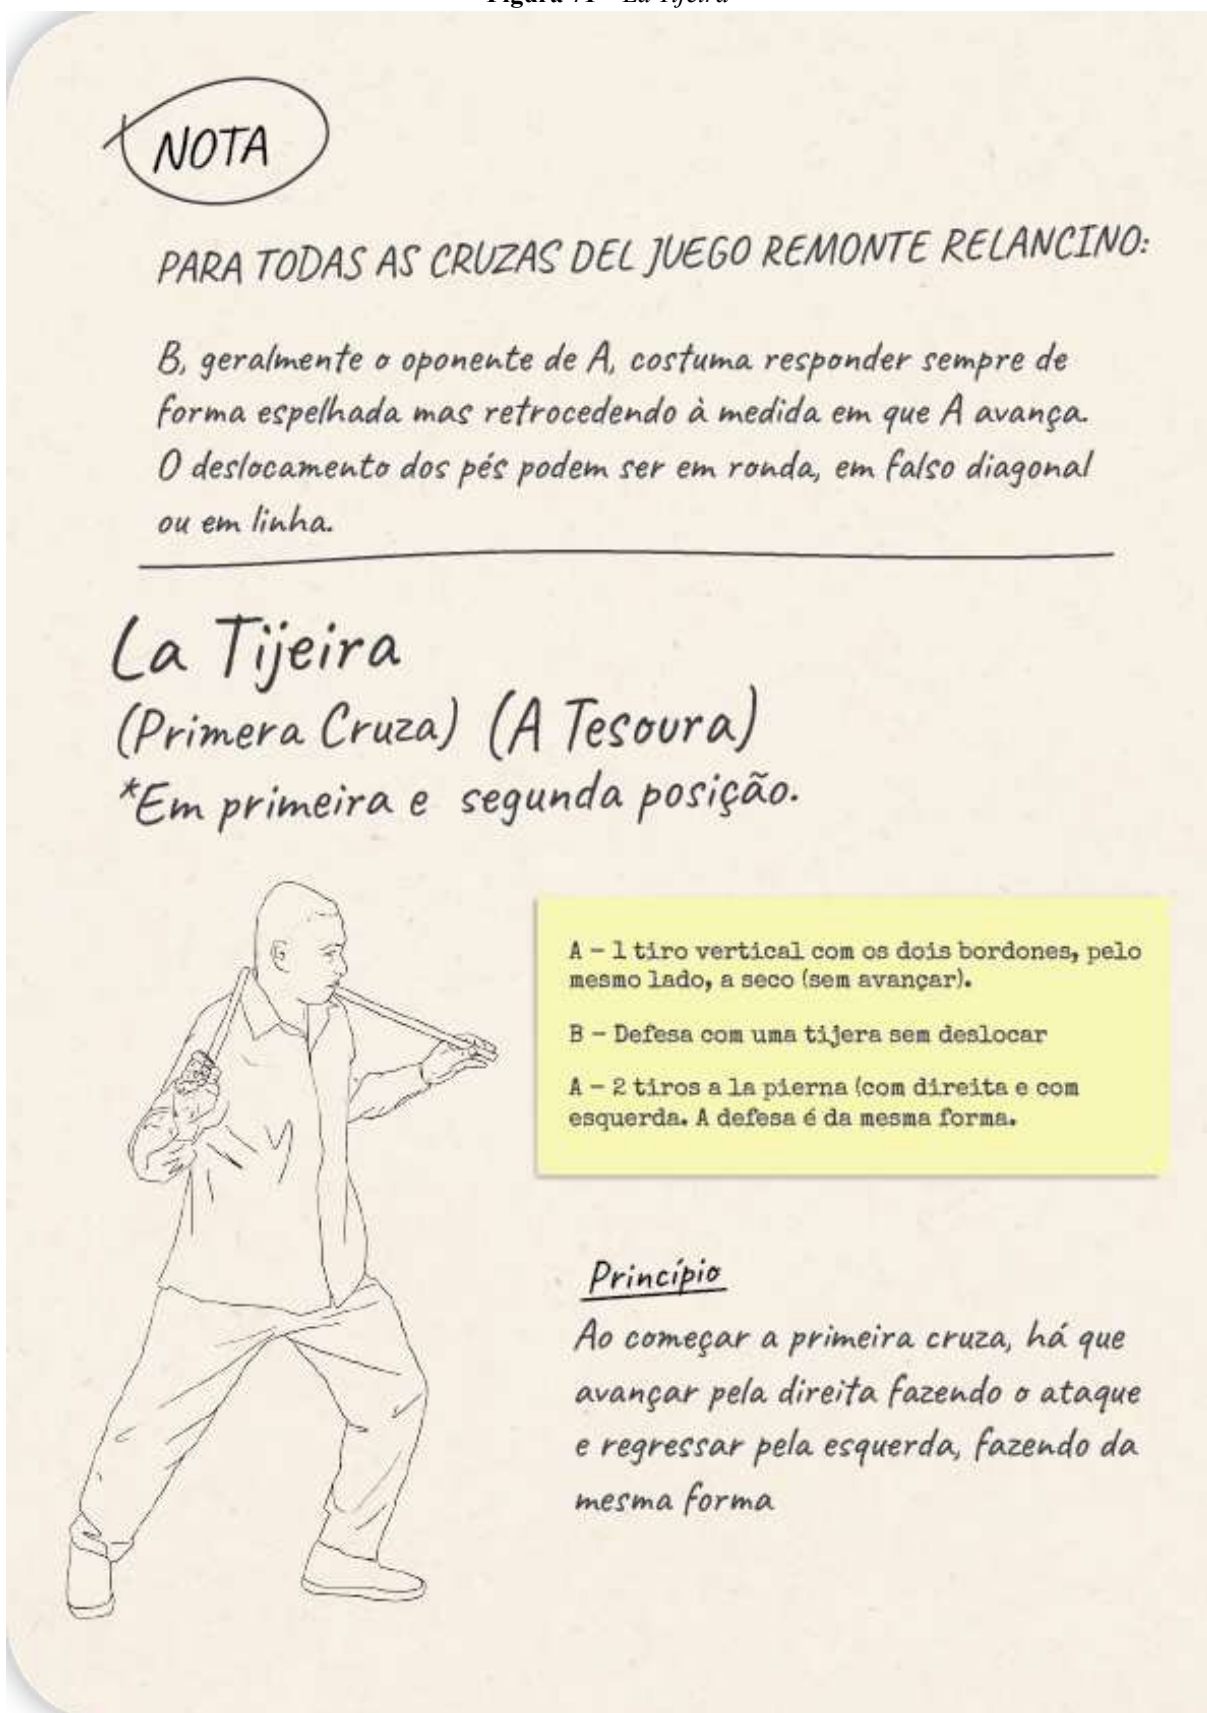 NOTA
PARA TODAS AS CRUZAS DEL JUEGO REMONTE RELANCINO:
B, geralmente o oponente de A, costuma responder sempre de
forma espelhada mas retrocedendo à medida em que A avança.
O deslocamento dos pés podem ser em ronda, em falso diagonal
ou em linha.
La Tijeira
(Primera Cruza) (A Tesoura)
*Em primeira e segunda posição.
A – 1 tiro vertical com os dois bordones, pelo
mesmo lado, a seco (sem avançar).
B – Defesa com uma tijera sem deslocar
A – 2 tiros a la pierna (com direita e com
esquerda. A defesa é da mesma forma.
Princípio
Ao começar a primeira cruza, há que
avançar pela direita fazendo o ataque
e regressar pela esquerda, fazendo da
mesma forma